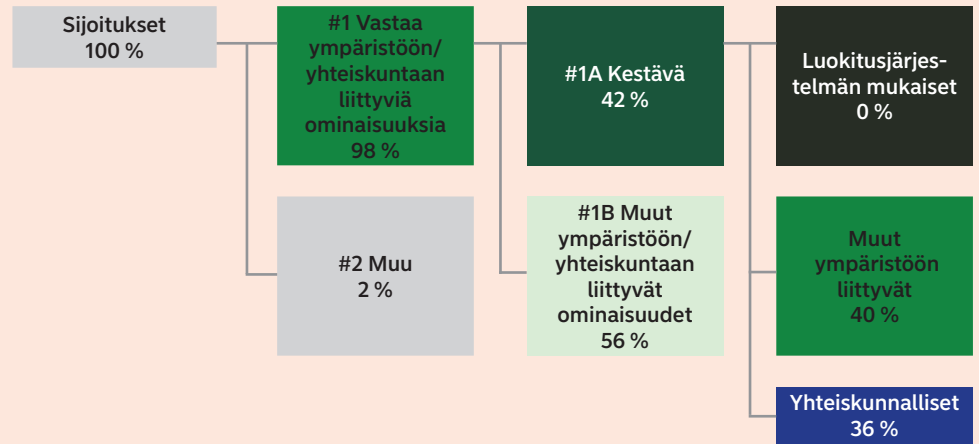 Sijoitukset
100 %
#1 Vastaa
ympäristöön/
yhteiskuntaan
liittyviä
ominaisuuksia
98 %
#2 Muu
2 %
#1A Kestävä
42 %
#1B Muut
ympäristöön/
yhteiskuntaan
liittyvät
ominaisuudet
56 %
Luokitusjärjes-
telmän mukaiset
0 %
Muut
ympäristöön
liittyvät
40 %
Yhteiskunnalliset
36 %